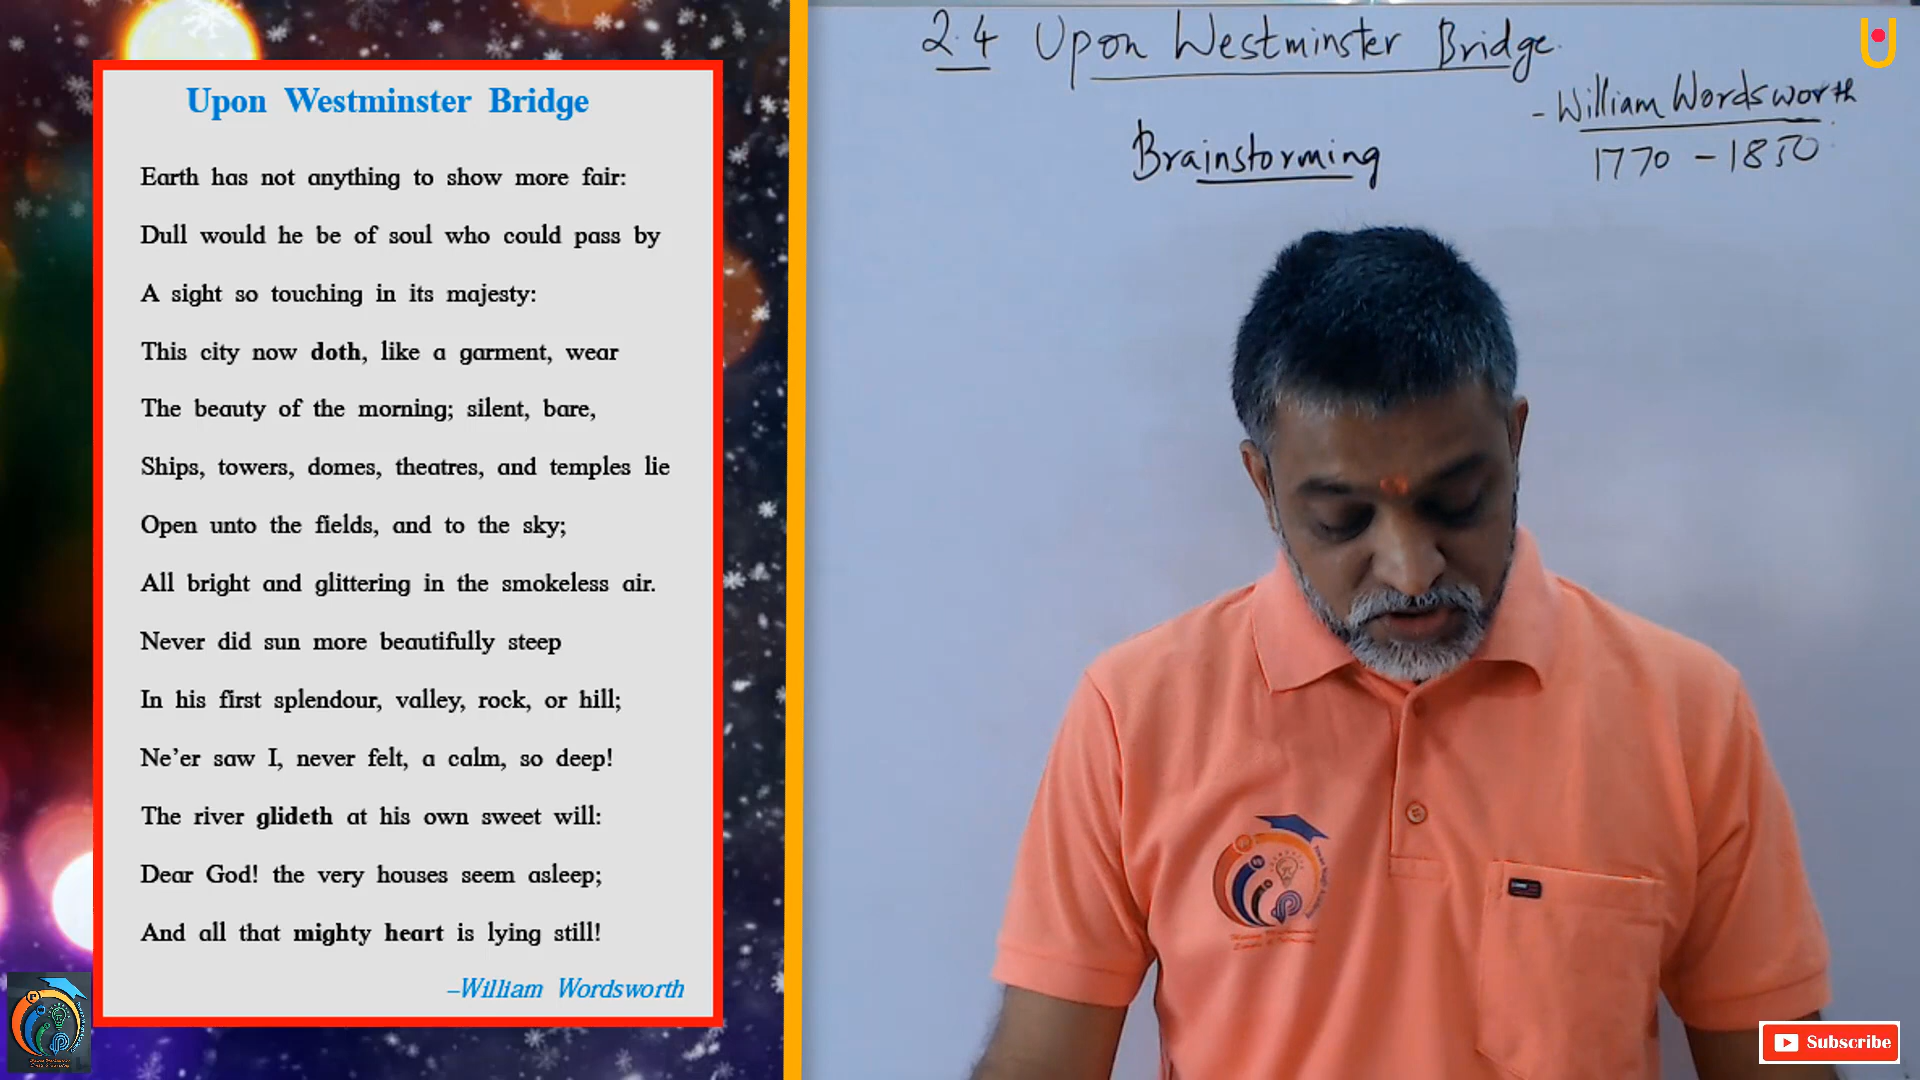 Upon Westminster Bridge
Earth has not anything to show more fair:
Dull would he be of soul who could pass by
A sight so touching in its majesty:
This city now doth, like a garment, wear
The beauty of the morning; silent, bare,
Ships, towers, domes, theatres, and temples lie
Open unto the fields, and to the sky;
All bright and glittering in the smokeless air.
Never did sun more beautifully steep
In his first splendour, valley, rock, or hill;
Ne'er saw I, never felt, a calm, so deep!
The river glideth at his own sweet will:
Dear God! the very houses seem asleep;
And all that mighty heart is lying still!
–William Wordsworth
2.4 Upon Westminster Bridge.
- William Wordsworth
1770 - 1850
Brainstorming
Subscribe